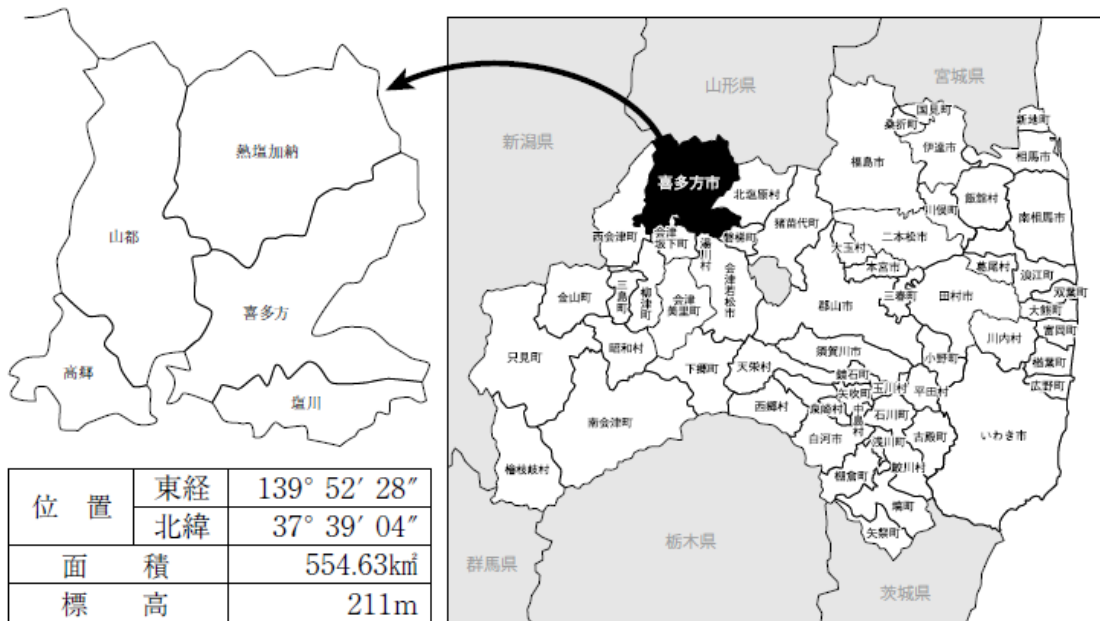 熱塩加納
山都
喜多方
高郷
塩川
位　置
東経
139° 52′ 28″
北緯
37° 39′ 04″
面　積
554.63㎢
標　高
211m
山形県
宮城県
新潟県
喜多方市
国見町
桑折町
新地町
伊達市
相馬市
福島市
北塩原村
飯舘村
川俣町
南相馬市
猪苗代町
二本松市
西会津町
会津
坂下町
湯川村
磐梯町
大玉村
本宮市
葛尾村
浪江町
双葉町
金山町
三島町
柳津町
会津
美里町
会津若松市
郡山市
三春町
田村市
大熊町
富岡町
川内村
昭和村
只見町
須賀川市
小野町
楢葉町
下郷町
天栄村
鏡石町
玉川村
平田村
広野町
矢吹町
西郷村
泉崎村
中島村
石川町
南会津町
白河市
浅川町
古殿町
いわき市
檜枝岐村
棚倉町
鮫川村
塙町
矢祭町
栃木県
群馬県
茨城県